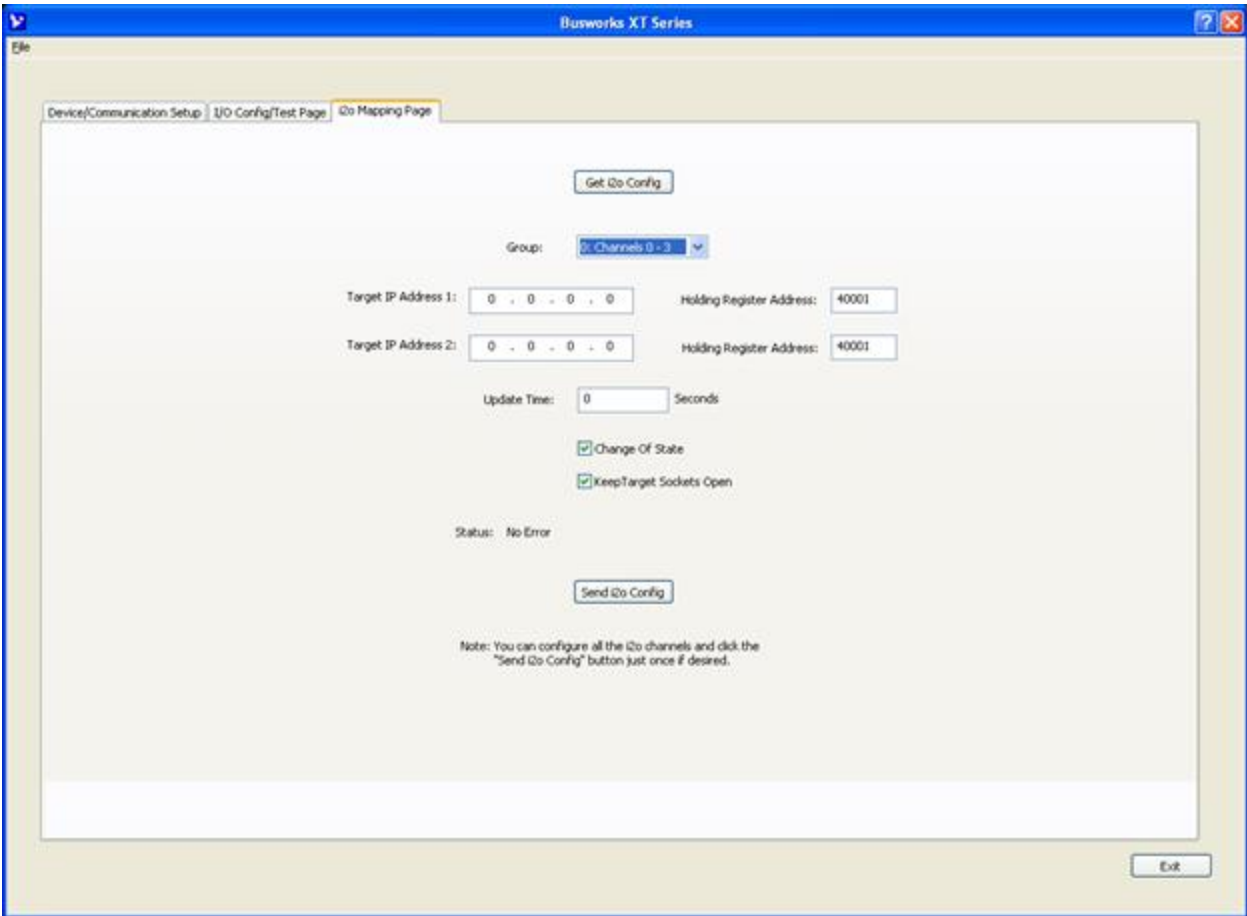 Busworks XT Series
File
Device/Communication Setup I/O Config/Test Page i2o Mapping Page
Get i2o Config
Group: 0: Channels 0 - 3
Target IP Address 1: 0 . 0 . 0 . 0 Holding Register Address: 40001
Target IP Address 2: 0 . 0 . 0 . 0 Holding Register Address: 40001
Update Time: 0 Seconds
Change Of State
KeepTarget Sockets Open
Status: No Error
Send i2o Config
Note: You can configure all the i2o channels and click the
"Send i2o Config" button just once if desired.
Exit